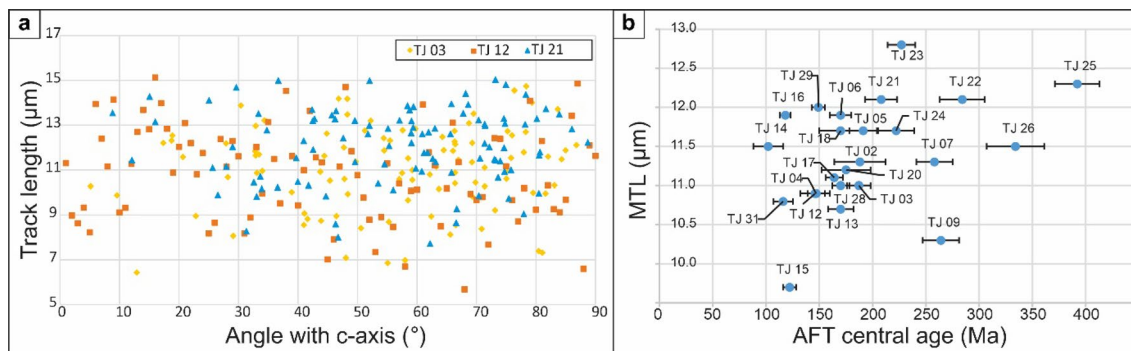 a
TJ 03 TJ 12 TJ 21
17
15
13
11
9
7
5
Track length (µm)
0 10 20 30 40 50 60 70 80 90
Angle with c-axis (°)
b
13.0
12.5
12.0
11.5
11.0
10.5
10.0
MTL (µm)
TJ 23
TJ 25
TJ 29
TJ 06
TJ 21
TJ 22
TJ 16
TJ 05
TJ 24
TJ 14
TJ 18
TJ 26
TJ 02
TJ 07
TJ 17
TJ 20
TJ 04
TJ 31
TJ 12
TJ 28
TJ 03
TJ 13
TJ 09
TJ 15
0 50 100 150 200 250 300 350 400
AFT central age (Ma)